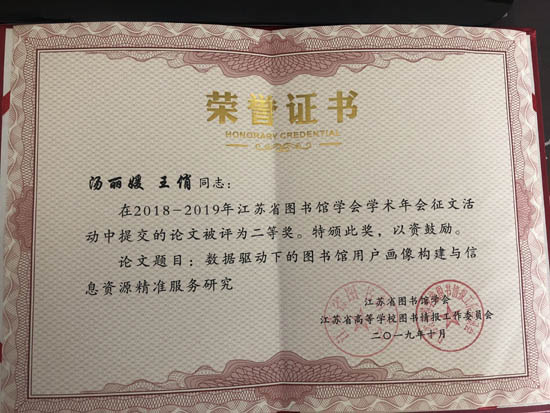 荣誉证书
HONORARY CREDENTIAL
汤丽媛 王俏同志:
在2018-2019年江苏省图书馆学会学术年会征文活
动中提交的论文被评为二等奖。特颁此奖,以资鼓励。
论文题目:数据驱动下的图书馆用户画像构建与信
息资源精准服务研究
江苏省图书馆学会
江苏省高等学校图书情报工作委员会
二〇一九年十月